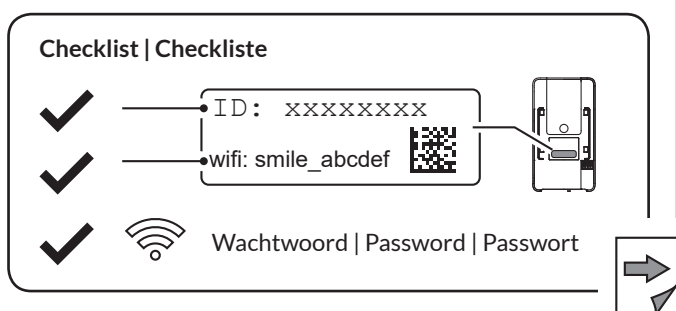 Checklist | Checkliste
ID: xxxxxxxx
wifi: smile_abcdef
Wachtwoord | Password | Passwort